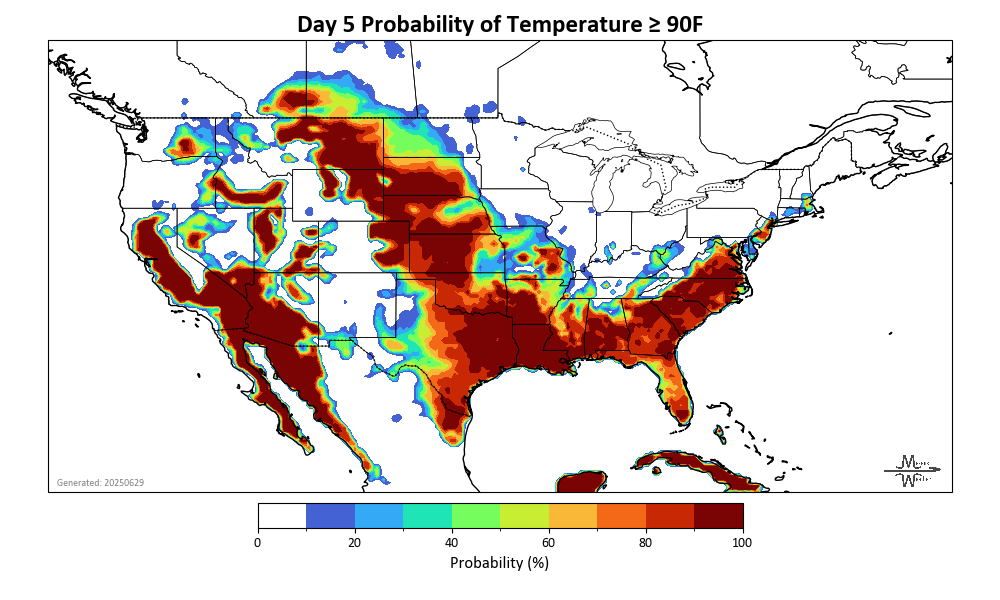 Day 5 Probability of Temperature ≥ 90F
Generated: 20250629
0 20 40 60 80 100
Probability (%)